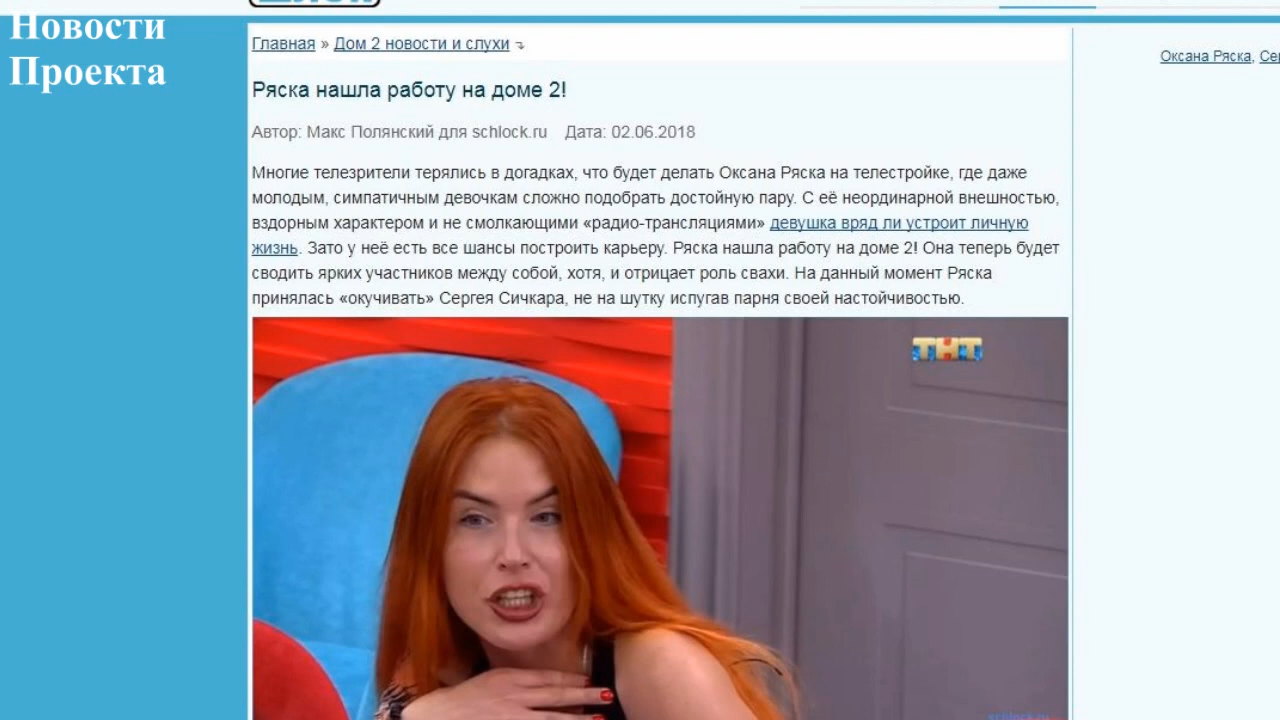 Новости
Проекта
Главная » Дом 2 новости и слухи
Оксана Ряска,
Ряска нашла работу на доме 2!
Автор: Макс Полянский для schlock.ru Дата: 02.06.2018
Многие телезрители терялись в догадках, что будет делать Оксана Ряска на телестройке, где даже
молодым, симпатичным девочкам сложно подобрать достойную пару. С её неординарной внешностью,
вздорным характером и не смолкающими «радио-трансляциями» девушка вряд ли устроит личную
жизнь. Зато у неё есть все шансы построить карьеру. Ряска нашла работу на доме 2! Она теперь будет
сводить ярких участников между собой, хотя, и отрицает роль свахи. На данный момент Ряска
принялась «окучивать» Сергея Сичкара, не на шутку испугав парня своей настойчивостью.
ТНТ